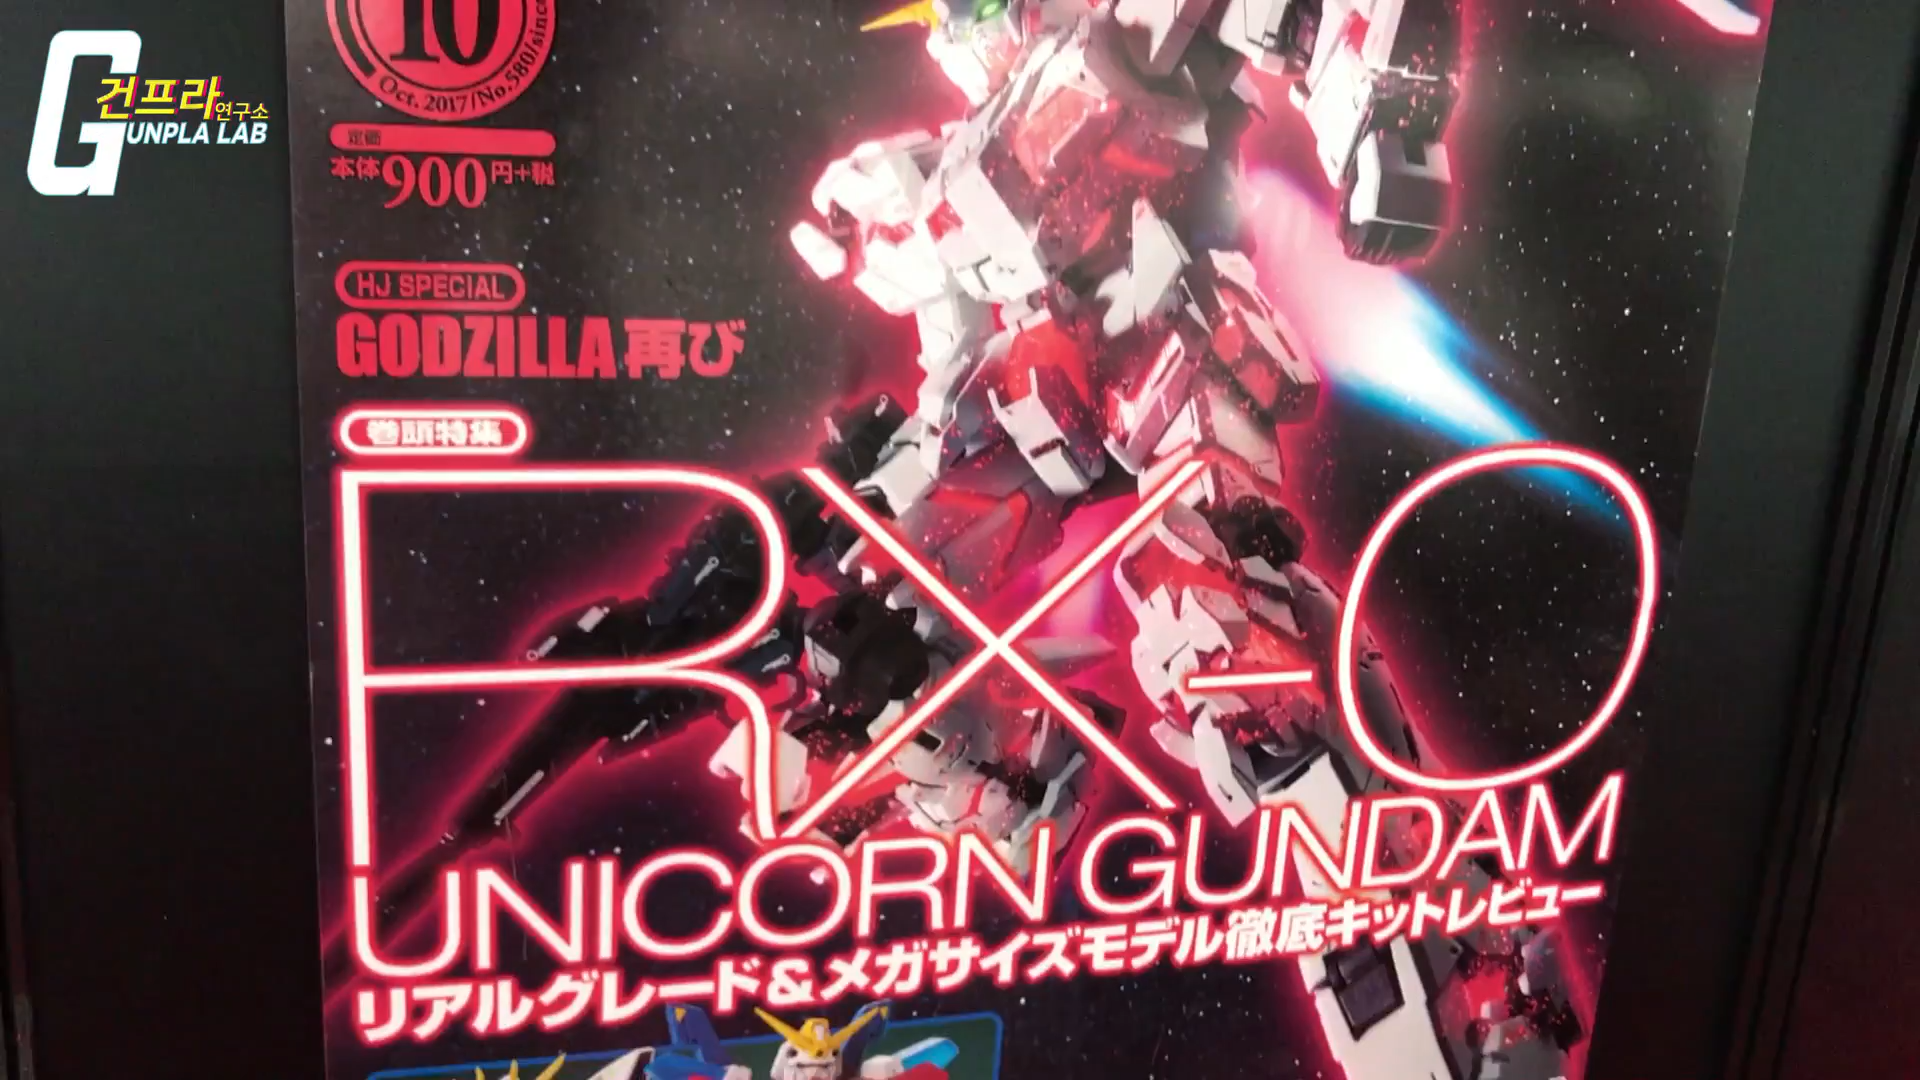 건프라연구소
GUNPLA LAB
10
Oct. 2017/No.580/since
定価
本体900円+税
HJ SPECIAL
GODZILLA再び
巻頭特集
RX-0
UNICORN GUNDAM
リアルグレード&メガサイズモデル徹底キットレビュー